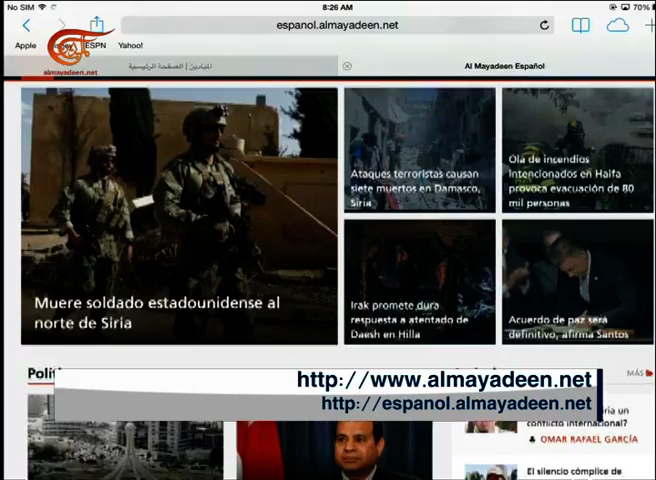 No SIM
8:26 AM
70%
espanol.almayadeen.net
Apple
ESPN
Yahoo!
almayadeen.net
الميادين | الصفحة الرئيسية
Al Mayadeen Español
Muere soldado estadounidense al
norte de Siria
Ataques terroristas causan
siete muertos en Damasco,
Siria
Ola de incendios
intencionados en Haifa
provoca evacuación de 80
mil personas
Irak promete dura
respuesta a atentado de
Daesh en Hilla
Acuerdo de paz será
definitivo, afirma Santos
MÁS
http://www.almayadeen.net
http://espanol.almayadeen.net
un
conflicto internacional?
OMAR RAFAEL GARCÍA
El silencio cómplice de